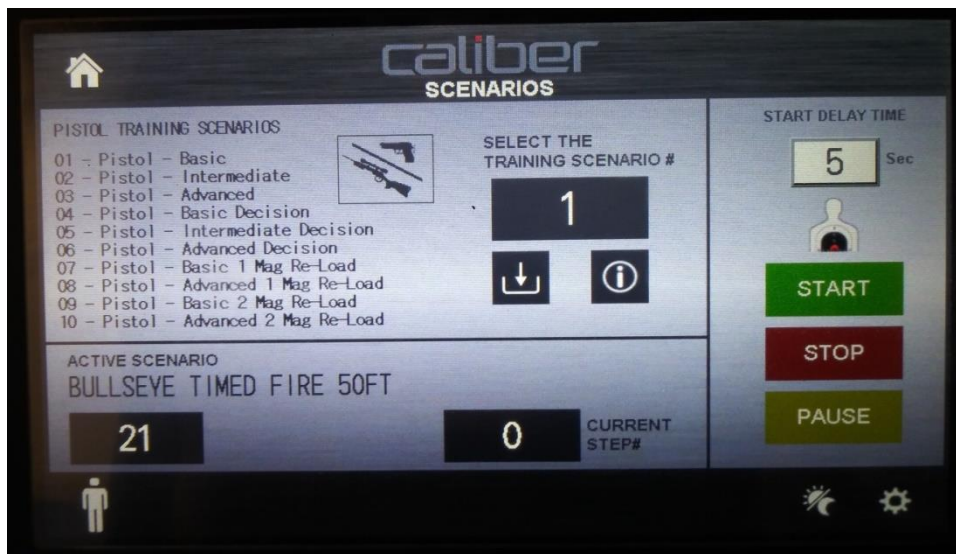 caliber
SCENARIOS
PISTOL TRAINING SCENARIOS
01 - Pistol - Basic
02 - Pistol - Intermediate
03 - Pistol - Advanced
04 - Pistol - Basic Decision
05 - Pistol - Intermediate Decision
06 - Pistol - Advanced Decision
07 - Pistol - Basic 1 Mag Re-Load
08 - Pistol - Advanced 1 Mag Re-Load
09 - Pistol - Basic 2 Mag Re-Load
10 - Pistol - Advanced 2 Mag Re-Load
SELECT THE
TRAINING SCENARIO #
1
START DELAY TIME
5 Sec
START
STOP
PAUSE
ACTIVE SCENARIO
BULLSEYE TIMED FIRE 50FT
21
0
CURRENT
STEP#